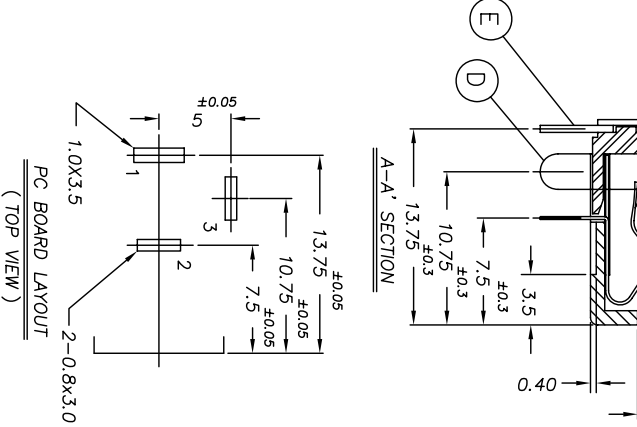 E
D
A-A' SECTION
13.75 ±0.3
10.75 ±0.3
7.5 ±0.3
3.5
0.40
5 ±0.05
1.0X3.5
1
2
3
13.75 ±0.05
10.75 ±0.05
7.5 ±0.05
2-0.8x3.0
PC BOARD LAYOUT
( TOP VIEW )